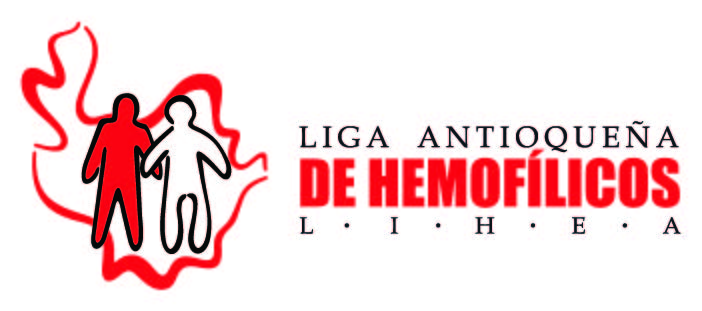 LIGA ANTIOQUEÑA
DE HEMOFÍLICOS
L · I · H · E · A